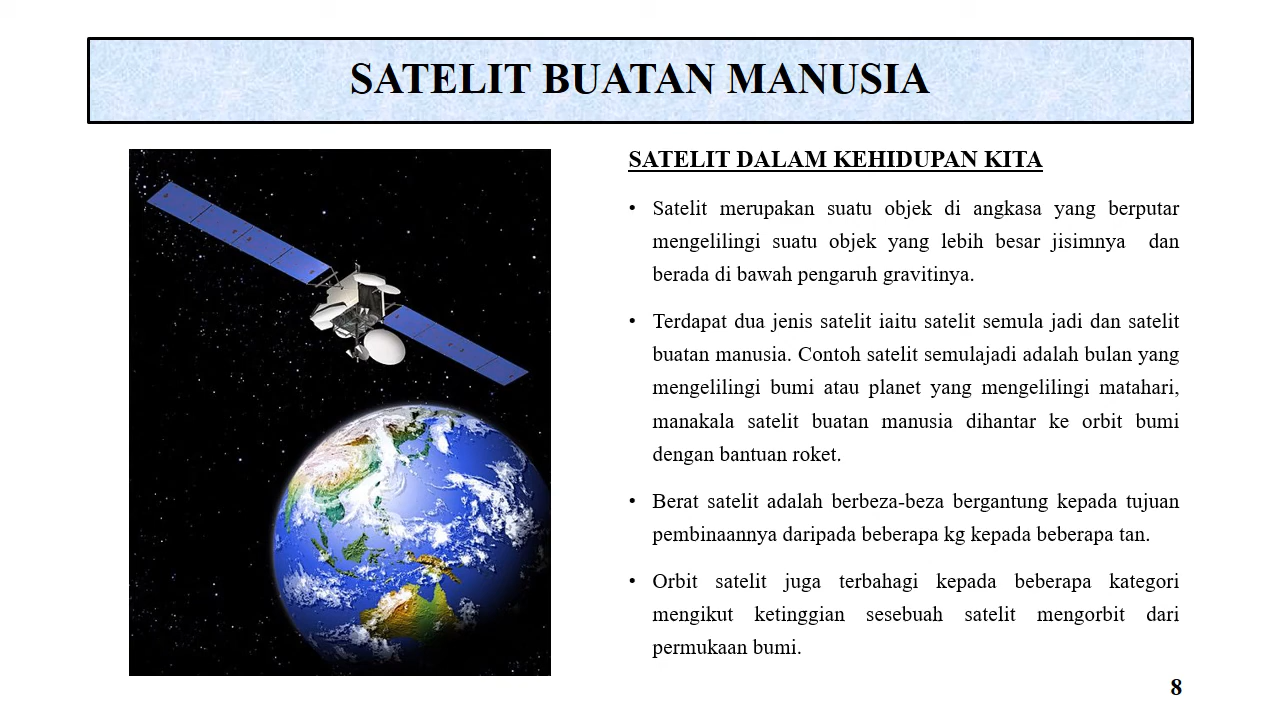 SATELIT BUATAN MANUSIA
SATELIT DALAM KEHIDUPAN KITA
• Satelit merupakan suatu objek di angkasa yang berputar
mengelilingi suatu objek yang lebih besar jisimnya dan
berada di bawah pengaruh gravitinya.
• Terdapat dua jenis satelit iaitu satelit semula jadi dan satelit
buatan manusia. Contoh satelit semulajadi adalah bulan yang
mengelilingi bumi atau planet yang mengelilingi matahari,
manakala satelit buatan manusia dihantar ke orbit bumi
dengan bantuan roket.
• Berat satelit adalah berbeza-beza bergantung kepada tujuan
pembinaannya daripada beberapa kg kepada beberapa tan.
• Orbit satelit juga terbahagi kepada beberapa kategori
mengikut ketinggian sesebuah satelit mengorbit dari
permukaan bumi.
8